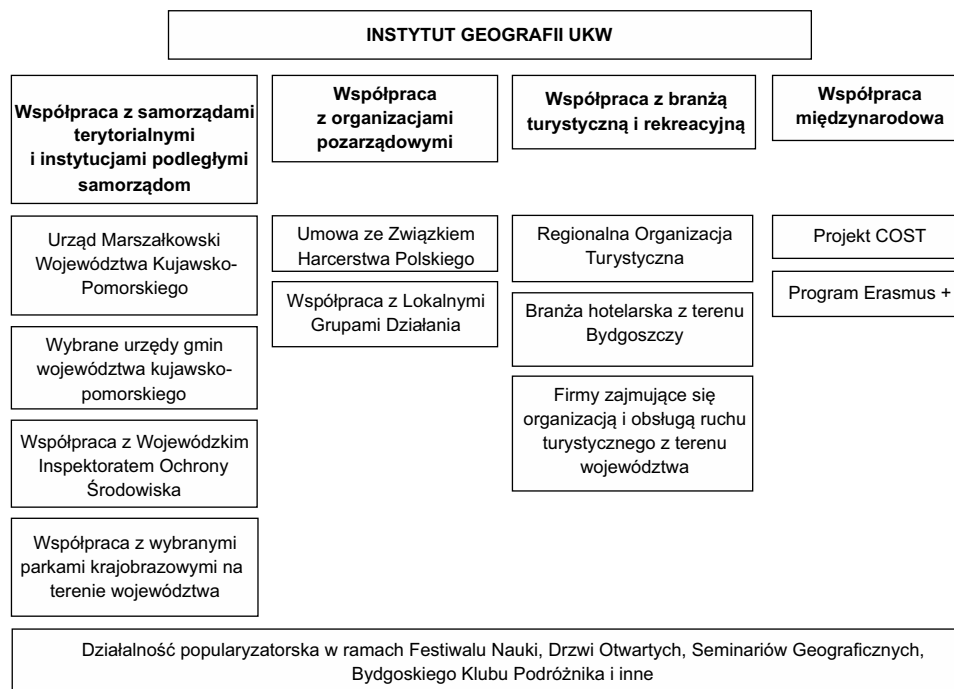 INSTYTUT GEOGRAFII UKW
Współpraca z samorządami
terytorialnymi
i instytucjami podległymi
samorządom
Urząd Marszałkowski
Województwa Kujawsko-
Pomorskiego
Wybrane urzędy gmin
województwa kujawsko-
pomorskiego
Współpraca z Wojewódzkim
Inspektoratem Ochrony
Środowiska
Współpraca z wybranymi
parkami krajobrazowymi na
terenie województwa
Współpraca
z organizacjami
pozarządowymi
Umowa ze Związkiem
Harcerstwa Polskiego
Współpraca z Lokalnymi
Grupami Działania
Współpraca z branżą
turystyczną i rekreacyjną
Regionalna Organizacja
Turystyczna
Branża hotelarska z terenu
Bydgoszczy
Firmy zajmujące się
organizacją i obsługą ruchu
turystycznego z terenu
województwa
Współpraca
międzynarodowa
Projekt COST
Program Erasmus +
Działalność popularyzatorska w ramach Festiwalu Nauki, Drzwi Otwartych, Seminariów Geograficznych,
Bydgoskiego Klubu Podróżnika i inne